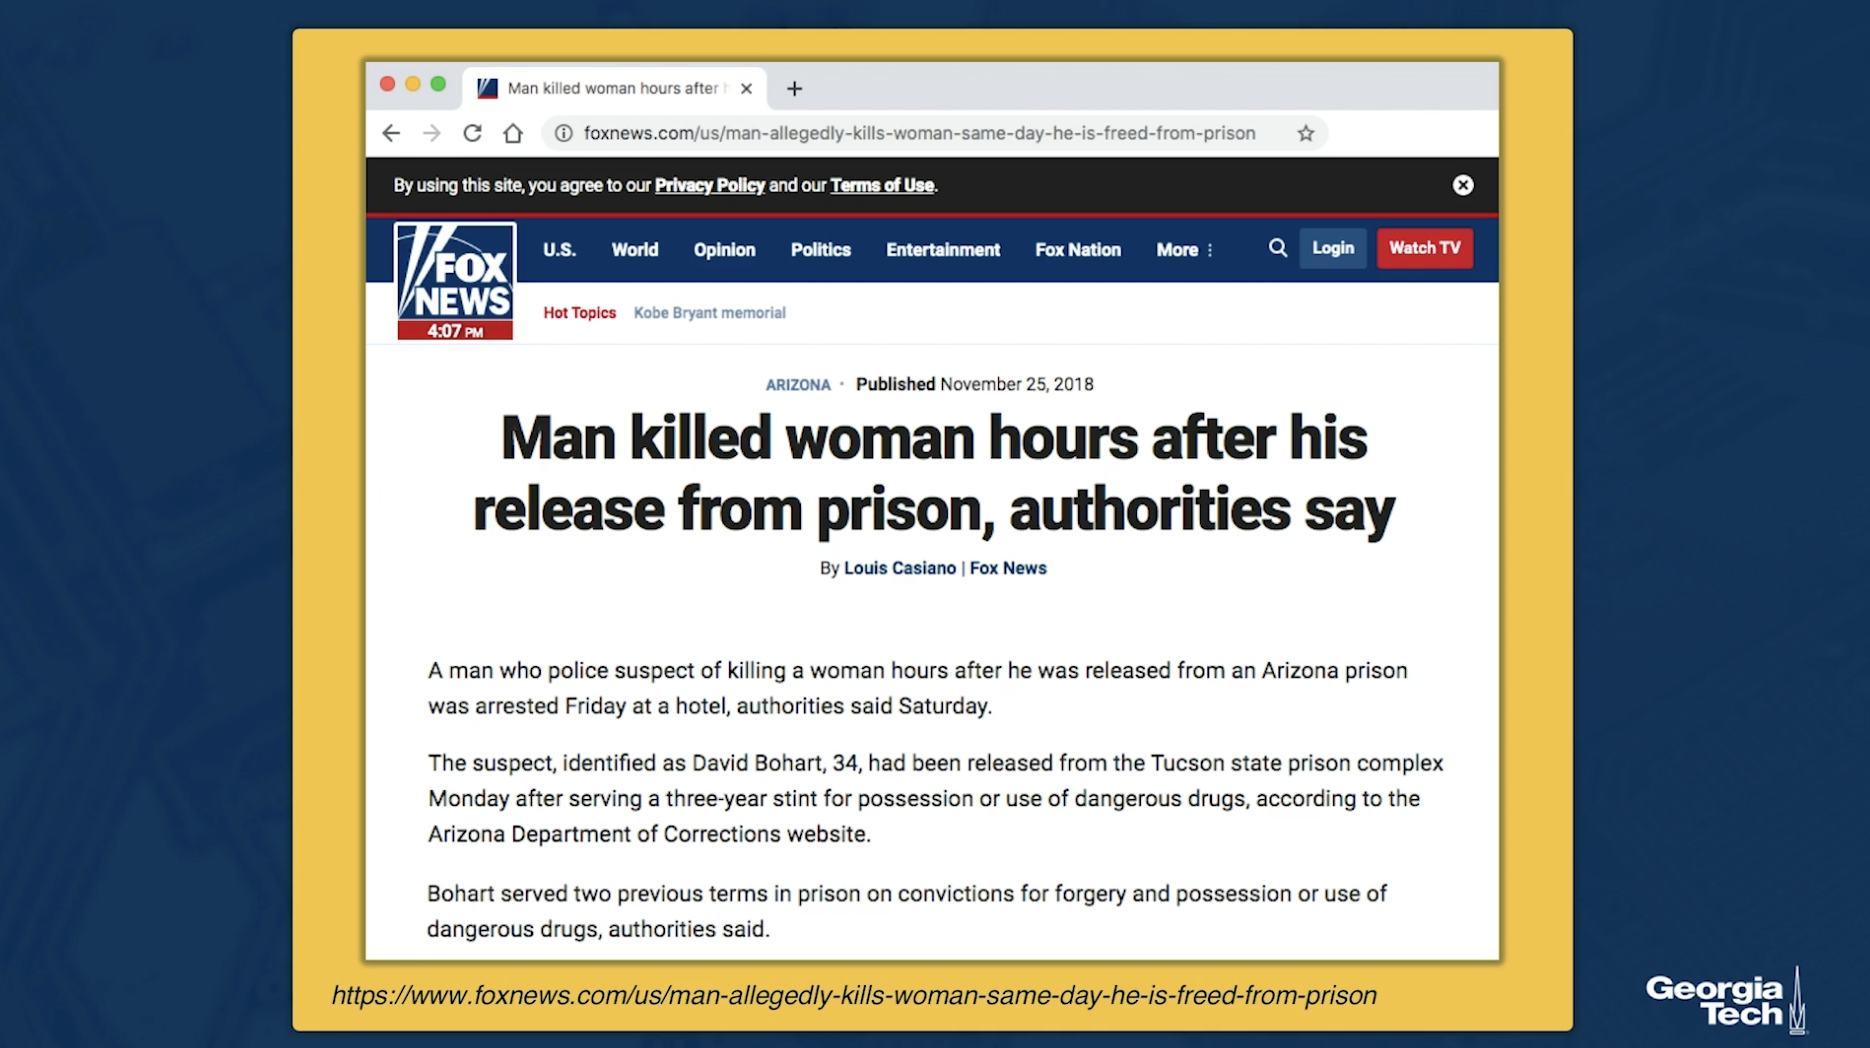 Man killed woman hours after h
foxnews.com/us/man-allegedly-kills-woman-same-day-he-is-freed-from-prison
By using this site, you agree to our Privacy Policy and our Terms of Use.
FOX
NEWS
4:07 PM
U.S. World Opinion Politics Entertainment Fox Nation More Login Watch TV
Hot Topics Kobe Bryant memorial
ARIZONA · Published November 25, 2018
Man killed woman hours after his
release from prison, authorities say
By Louis Casiano | Fox News
A man who police suspect of killing a woman hours after he was released from an Arizona prison
was arrested Friday at a hotel, authorities said Saturday.
The suspect, identified as David Bohart, 34, had been released from the Tucson state prison complex
Monday after serving a three-year stint for possession or use of dangerous drugs, according to the
Arizona Department of Corrections website.
Bohart served two previous terms in prison on convictions for forgery and possession or use of
dangerous drugs, authorities said.
https://www.foxnews.com/us/man-allegedly-kills-woman-same-day-he-is-freed-from-prison
Georgia
Tech